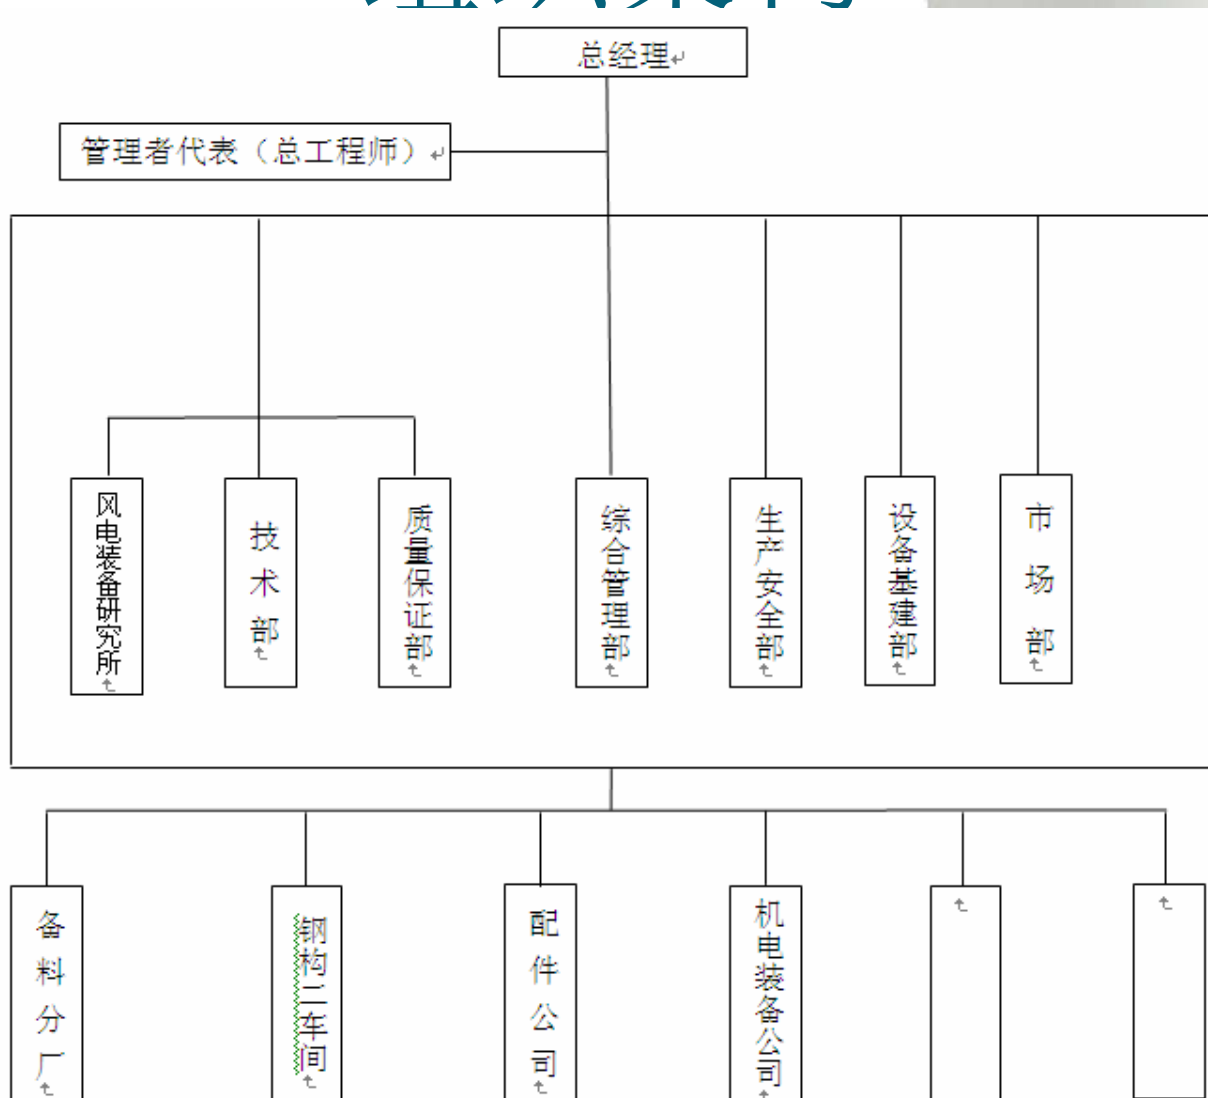 总经理
管理者代表（总工程师）
风电装备研究所
技术部
质量保证部
综合管理部
生产安全部
设备基建部
市场部
备料分厂
钢构二车间
配件公司
机电装备公司